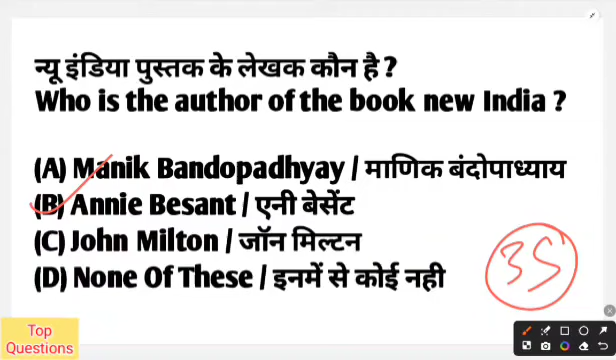 न्यू इंडिया पुस्तक के लेखक कौन है ?
Who is the author of the book new India ?
(A) Manik Bandopadhyay / माणिक बंदोपाध्याय
(B) Annie Besant / एनी बेसेंट
(C) John Milton / जॉन मिल्टन
(D) None Of These / इनमें से कोई नही
35
Top
Questions